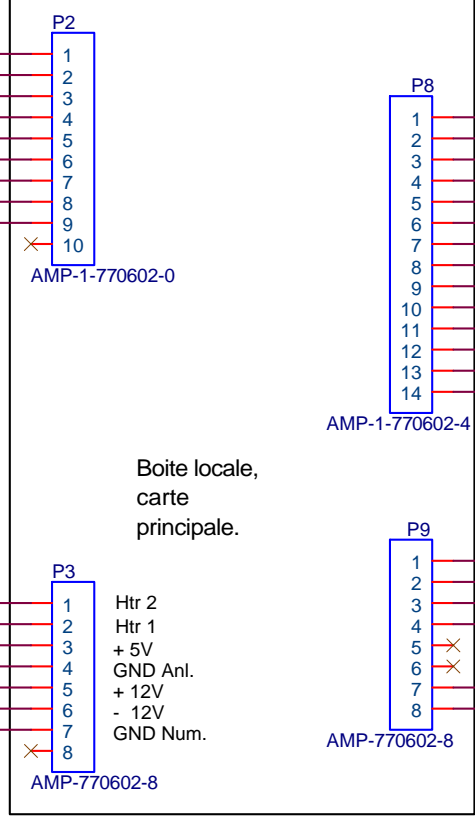 P2
1
2
3
4
5
6
7
8
9
10
AMP-1-770602-0
P8
1
2
3
4
5
6
7
8
9
10
11
12
13
14
AMP-1-770602-4
Boite locale,
carte
principale.
P3
1 Htr 2
2 Htr 1
3 + 5V
4 GND Anl.
5 + 12V
6 - 12V
7 GND Num.
8
AMP-770602-8
P9
1
2
3
4
5
6
7
8
AMP-770602-8